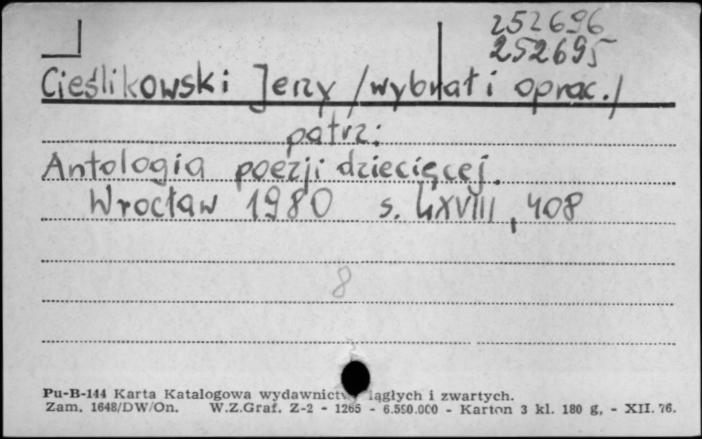 252696
252695
Cieślikowski Jerzy /wybrał i oprac./
patrz:
Antologia poezji dziecięcej.
Wrocław 1980 s. LXVIII, 408
8
Pu-B-144 Karta Katalogowa wydawnictw ciągłych i zwartych.
Zam. 1648/DW/On. W.Z.Graf. Z-2 - 1265 - 6.550.000 - Karton 3 kl. 180 g. - XII. 76.